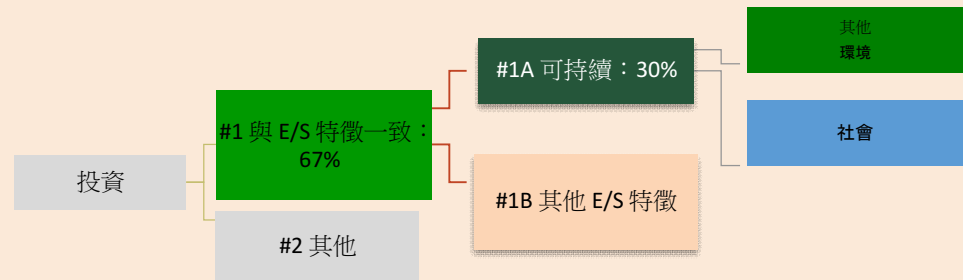 投資
#1 與 E/S 特徵一致：
67%
#2 其他
#1A 可持續：30%
#1B 其他 E/S 特徵
其他
環境
社會